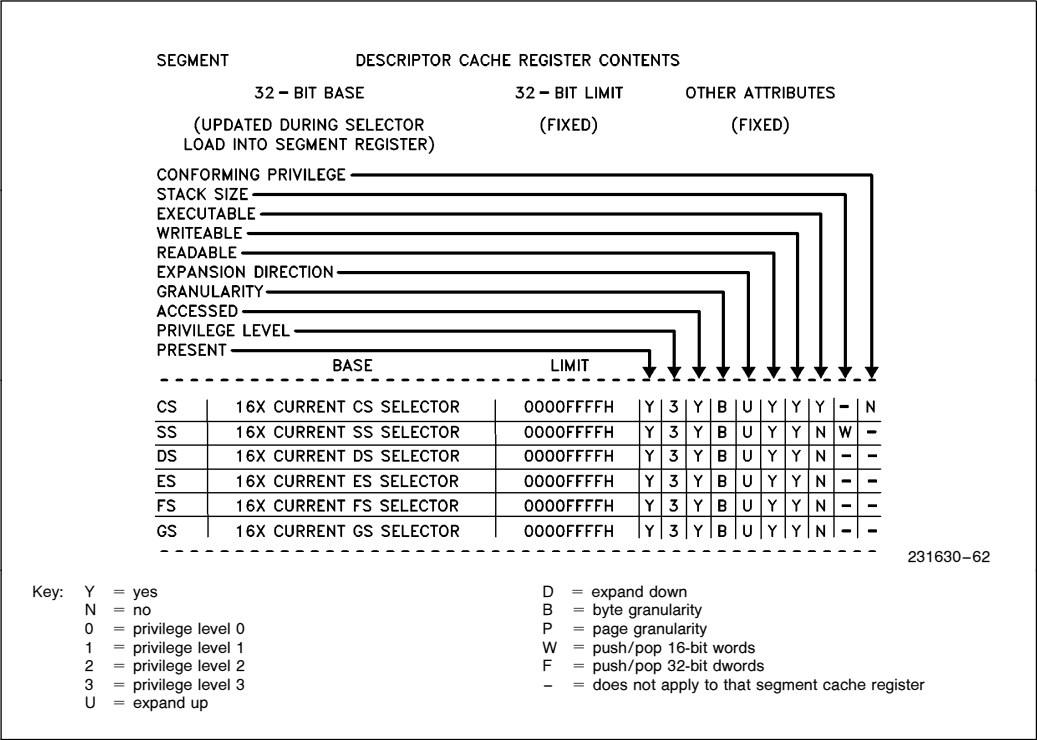 SEGMENT DESCRIPTOR CACHE REGISTER CONTENTS
32 – BIT BASE 32 – BIT LIMIT OTHER ATTRIBUTES
(UPDATED DURING SELECTOR (FIXED) (FIXED)
LOAD INTO SEGMENT REGISTER)
CONFORMING PRIVILEGE
STACK SIZE
EXECUTABLE
WRITEABLE
READABLE
EXPANSION DIRECTION
GRANULARITY
ACCESSED
PRIVILEGE LEVEL
PRESENT
BASE LIMIT
CS 16X CURRENT CS SELECTOR 0000FFFFH Y 3 Y B U Y Y Y – N
SS 16X CURRENT SS SELECTOR 0000FFFFH Y 3 Y B U Y Y N W –
DS 16X CURRENT DS SELECTOR 0000FFFFH Y 3 Y B U Y Y N – –
ES 16X CURRENT ES SELECTOR 0000FFFFH Y 3 Y B U Y Y N – –
FS 16X CURRENT FS SELECTOR 0000FFFFH Y 3 Y B U Y Y N – –
GS 16X CURRENT GS SELECTOR 0000FFFFH Y 3 Y B U Y Y N – –
231630–62
Key: Y = yes
N = no
0 = privilege level 0
1 = privilege level 1
2 = privilege level 2
3 = privilege level 3
U = expand up
D = expand down
B = byte granularity
P = page granularity
W = push/pop 16-bit words
F = push/pop 32-bit dwords
– = does not apply to that segment cache register